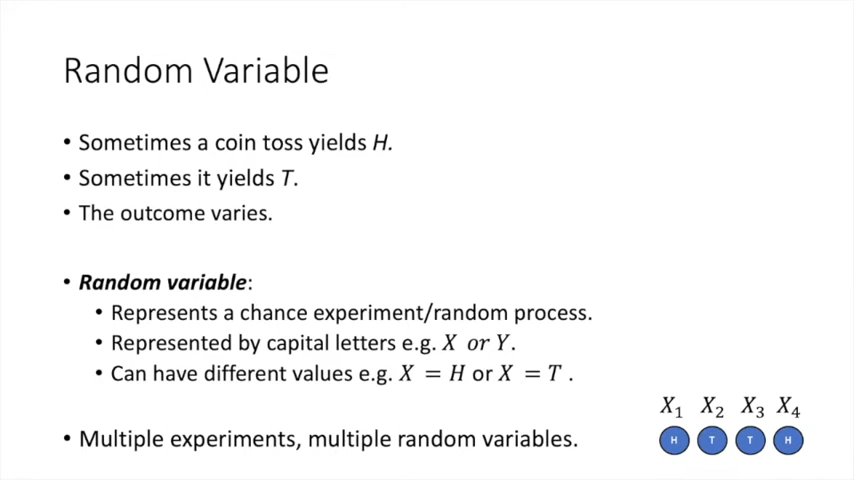 Random Variable
• Sometimes a coin toss yields H.
• Sometimes it yields T.
• The outcome varies.
• Random variable:
• Represents a chance experiment/random process.
• Represented by capital letters e.g. X or Y.
• Can have different values e.g. X = H or X = T .
• Multiple experiments, multiple random variables.
X₁ X₂ X₃ X₄
H T T H